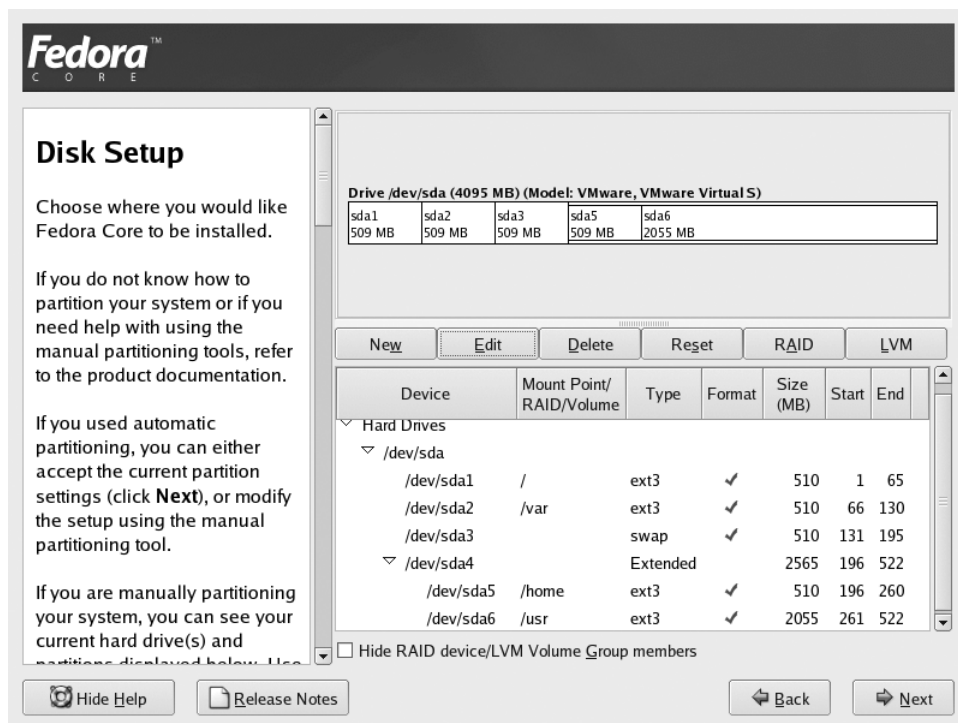 Fedora™
CORE
Disk Setup
Choose where you would like
Fedora Core to be installed.
If you do not know how to
partition your system or if you
need help with using the
manual partitioning tools, refer
to the product documentation.
If you used automatic
partitioning, you can either
accept the current partition
settings (click Next), or modify
the setup using the manual
partitioning tool.
If you are manually partitioning
your system, you can see your
current hard drive(s) and
partitions displayed below. Use
Drive /dev/sda (4095 MB) (Model: VMware, VMware Virtual S)
sda1 sda2 sda3 sda5 sda6
509 MB 509 MB 509 MB 509 MB 2055 MB
New Edit Delete Reset RAID LVM
Device Mount Point/ RAID/Volume Type Format Size (MB) Start End
Hard Drives
/dev/sda
/dev/sda1 / ext3 ✓ 510 1 65
/dev/sda2 /var ext3 ✓ 510 66 130
/dev/sda3 swap ✓ 510 131 195
/dev/sda4 Extended 2565 196 522
/dev/sda5 /home ext3 ✓ 510 196 260
/dev/sda6 /usr ext3 ✓ 2055 261 522
Hide RAID device/LVM Volume Group members
Hide Help Release Notes Back Next